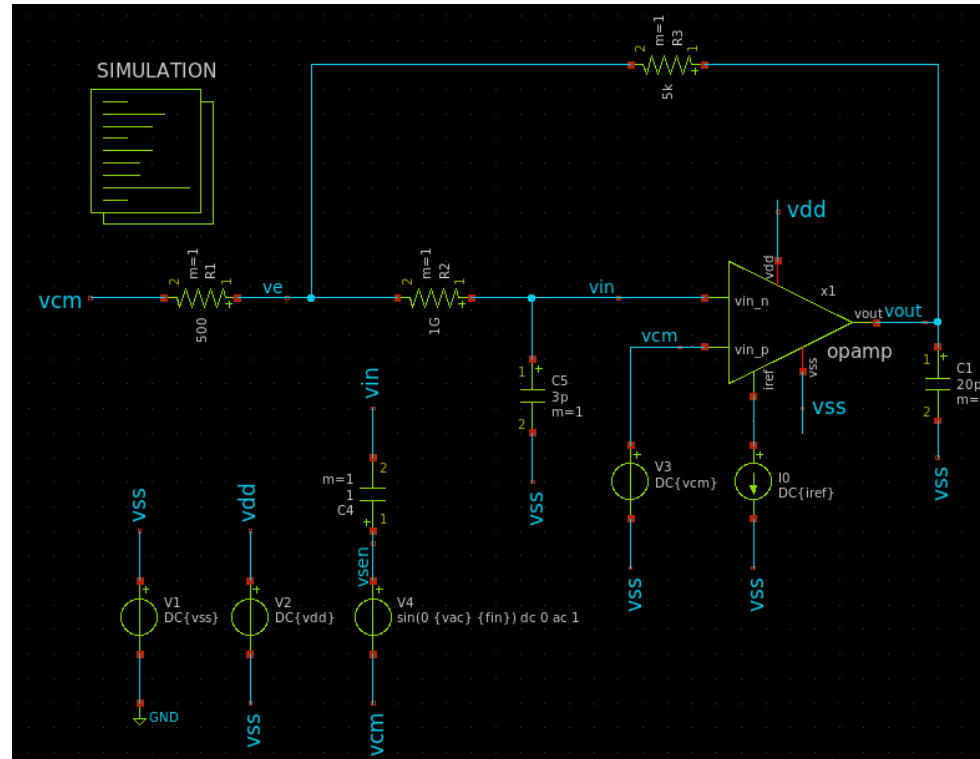 m=1
R3
2
1
5k
SIMULATION
vdd
vdd
x1
m=1
R1
2
1
500
vcm
ve
m=1
R2
2
1
1G
vin
vin_n
vcm
vin_p
vout
vout
opamp
iref
vss
vss
1
C1
20p
m=
2
vss
1
C5
3p
m=1
2
vss
vin
2
m=1
1
C4
1
vsen
V3
DC{vcm}
vss
I0
DC{iref}
vss
vss
V1
DC{vss}
GND
vdd
V2
DC{vdd}
vss
V4
sin(0 {vac} {fin}) dc 0 ac 1
vcm